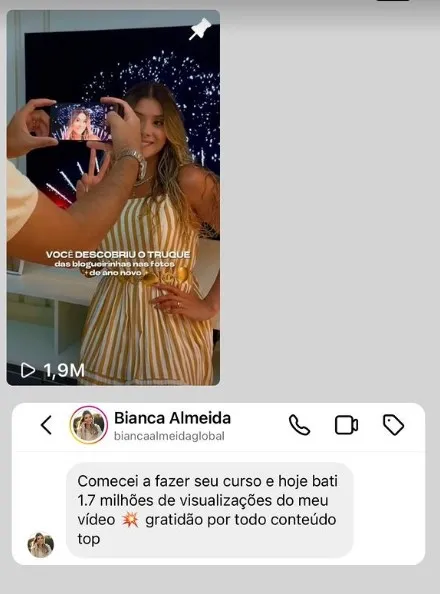 VOCÊ DESCOBRIU O TRUQUE
das blogueirinhas nas fotos
de ano novo
1,9M
Bianca Almeida
biancaalmeidaglobal
Comecei a fazer seu curso e hoje bati
1.7 milhões de visualizações do meu
vídeo 💥 gratidão por todo conteúdo
top